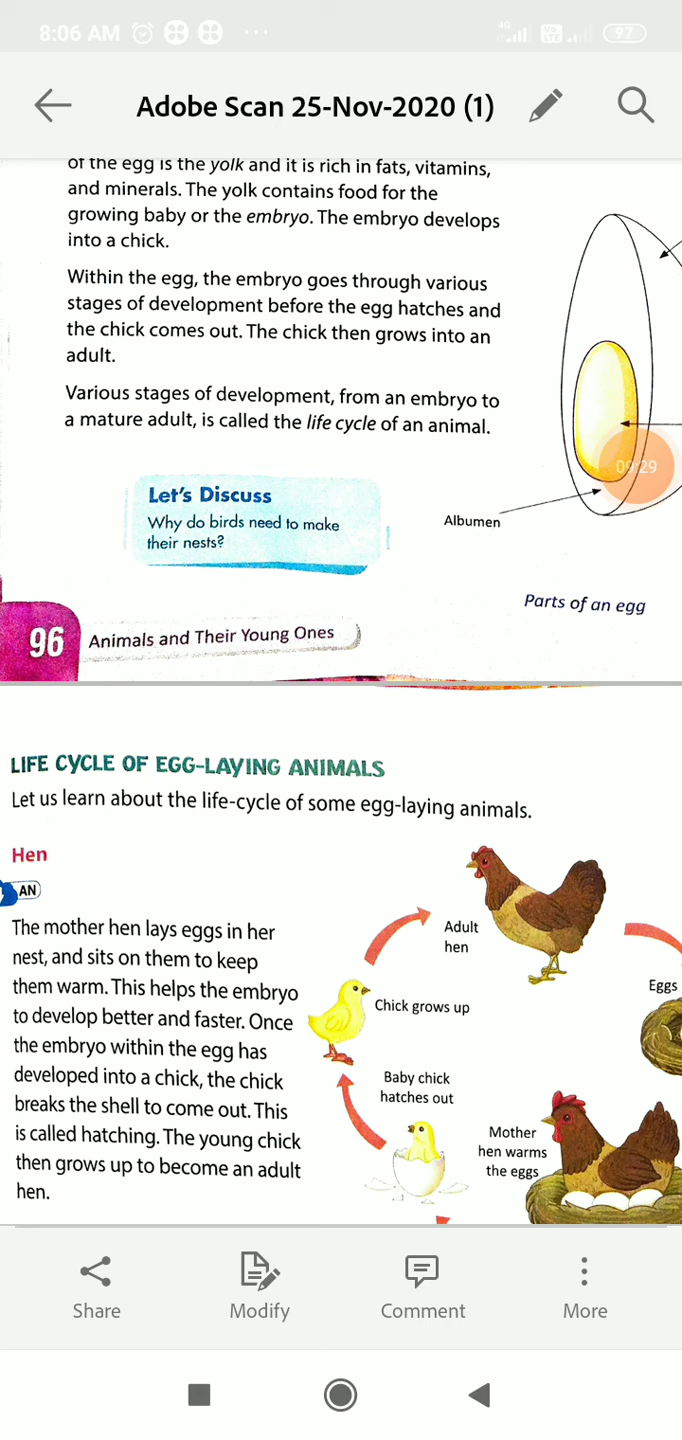 8:06 AM
4G
Vo
LTE
97
Adobe Scan 25-Nov-2020 (1)
of the egg is the yolk and it is rich in fats, vitamins,
and minerals. The yolk contains food for the
growing baby or the embryo. The embryo develops
into a chick.
Within the egg, the embryo goes through various
stages of development before the egg hatches and
the chick comes out. The chick then grows into an
adult.
Various stages of development, from an embryo to
a mature adult, is called the life cycle of an animal.
09:29
Let's Discuss
Why do birds need to make
their nests?
Albumen
Parts of an egg
96 Animals and Their Young Ones
LIFE CYCLE OF EGG-LAYING ANIMALS
Let us learn about the life-cycle of some egg-laying animals.
Hen
AN
The mother hen lays eggs in her
nest, and sits on them to keep
them warm. This helps the embryo
to develop better and faster. Once
the embryo within the egg has
developed into a chick, the chick
breaks the shell to come out. This
is called hatching. The young chick
then grows up to become an adult
hen.
Adult
hen
Eggs
Chick grows up
Baby chick
hatches out
Mother
hen warms
the eggs
Share
Modify
Comment
More